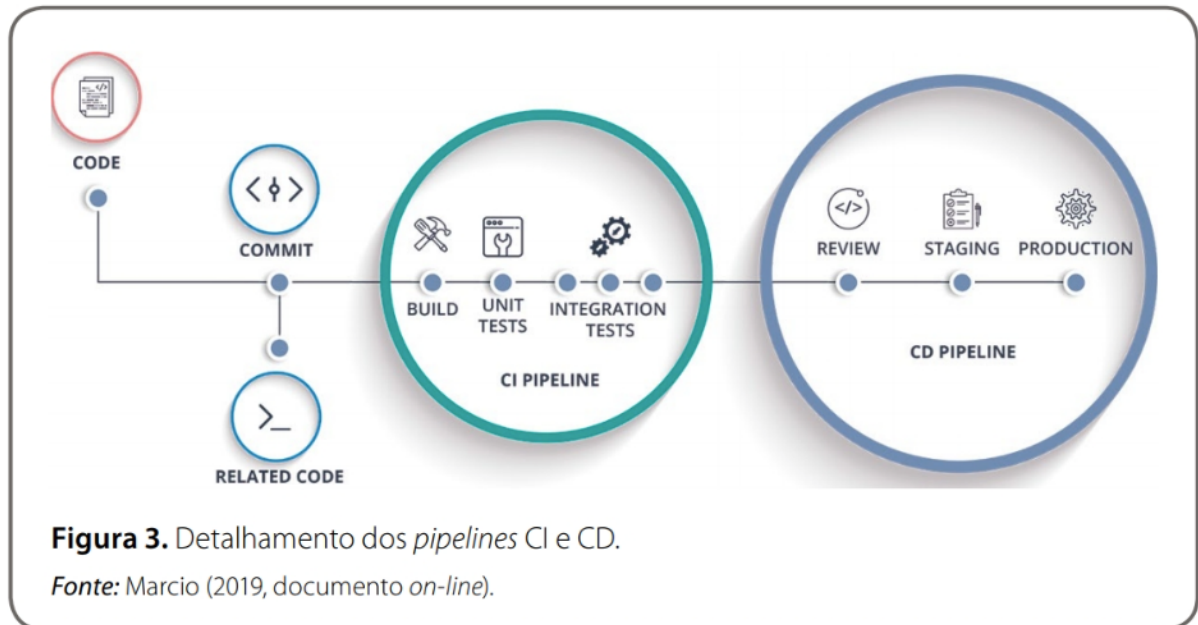 CODE
COMMIT
RELATED CODE
BUILD
UNIT
TESTS
INTEGRATION
TESTS
CI PIPELINE
REVIEW
STAGING
PRODUCTION
CD PIPELINE
Figura 3. Detalhamento dos pipelines CI e CD.
Fonte: Marcio (2019, documento on-line).